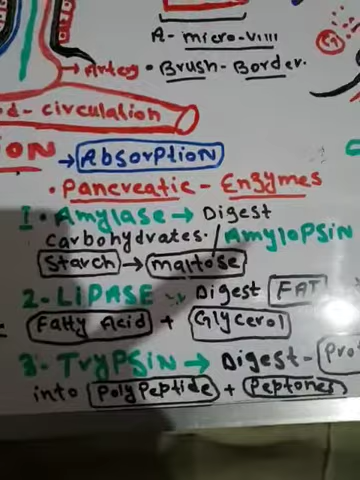 A- micro-villi
→Artery • Brush-Border.
d-circulation
ION →Absorption
• Pancreatic - Enzymes
1• Amylase → Digest
carbohydrates. / Amylopsin
Starch → maltose
2- LiPASE → Digest FAT
Fatty Acid + Glycerol
3- TryPSiN → Digest- Pro
into PolyPeptide + Peptones